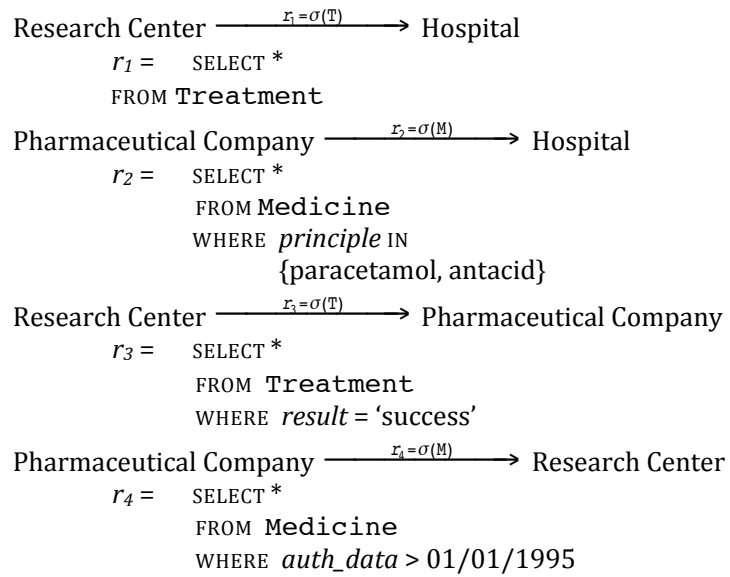 Research Center r₁=σ(T) Hospital
r₁ = SELECT *
FROM Treatment
Pharmaceutical Company r₂=σ(M) Hospital
r₂ = SELECT *
FROM Medicine
WHERE principle IN
{paracetamol, antacid}
Research Center r₃=σ(T) Pharmaceutical Company
r₃ = SELECT *
FROM Treatment
WHERE result = ‘success’
Pharmaceutical Company r₄=σ(M) Research Center
r₄ = SELECT *
FROM Medicine
WHERE auth_data > 01/01/1995